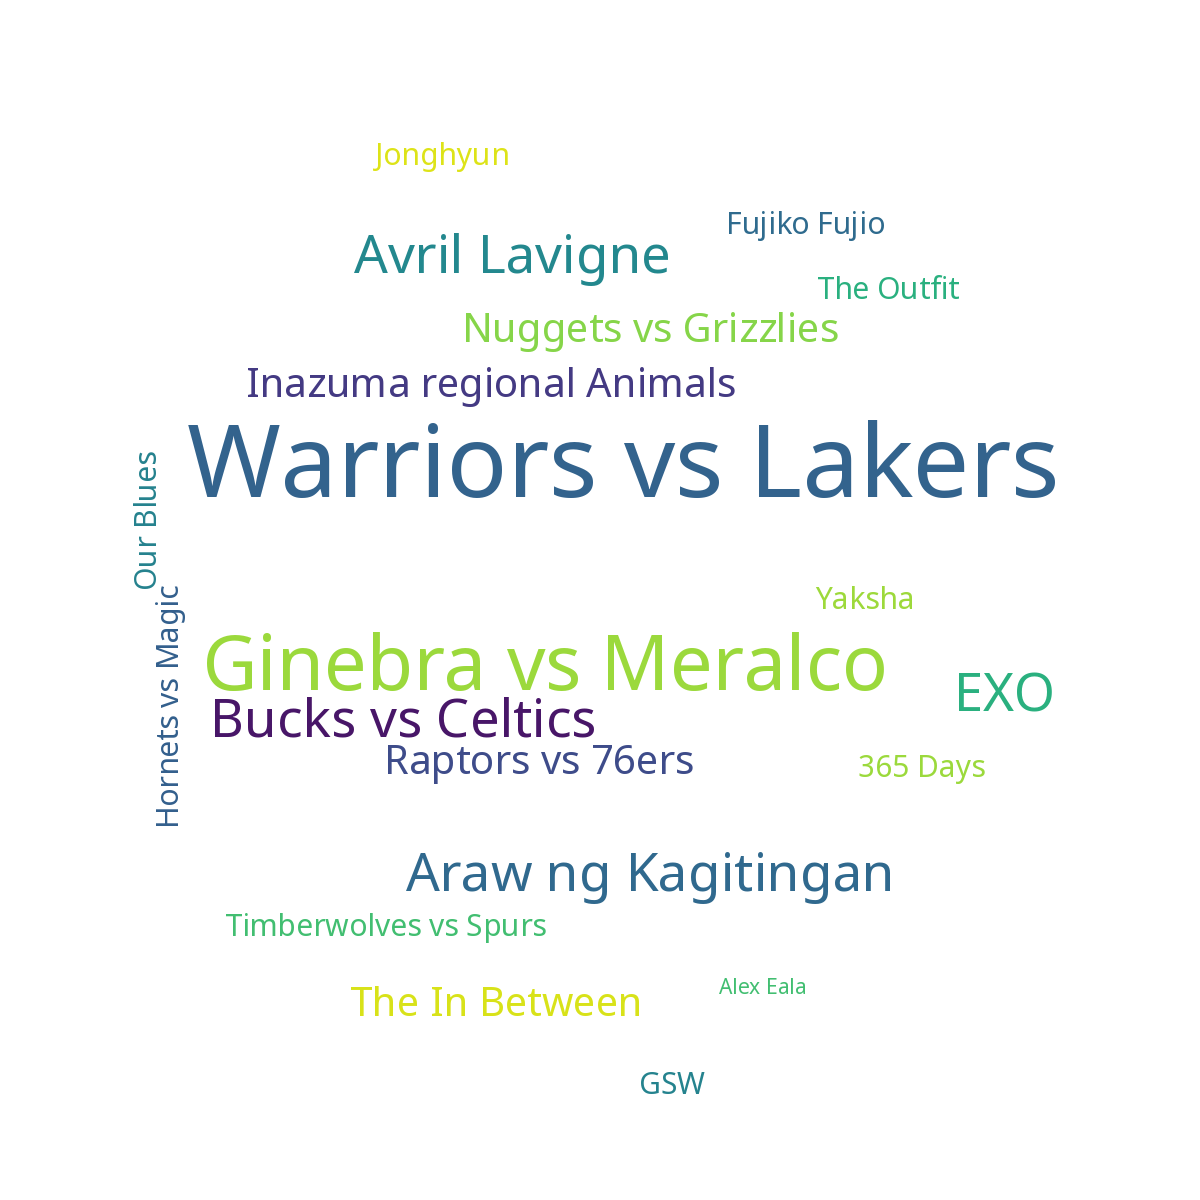 Jonghyun
Fujiko Fujio
Avril Lavigne
The Outfit
Nuggets vs Grizzlies
Inazuma regional Animals
Warriors vs Lakers
Our Blues
Hornets vs Magic
Yaksha
Ginebra vs Meralco
EXO
Bucks vs Celtics
Raptors vs 76ers
365 Days
Araw ng Kagitingan
Timberwolves vs Spurs
Alex Eala
The In Between
GSW